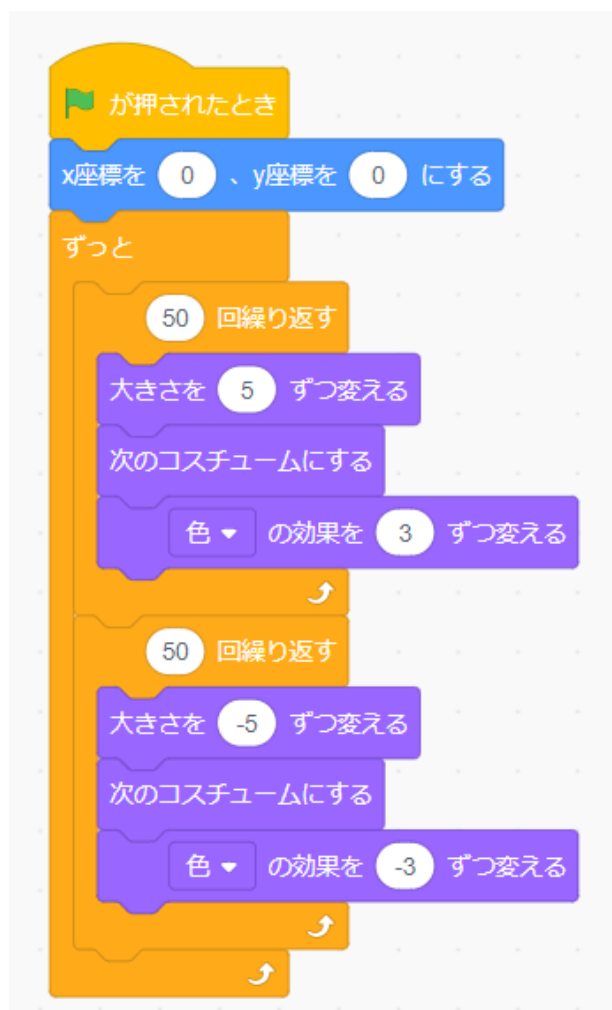 が押されたとき
x座標を 0 、y座標を 0 にする
ずっと
50 回繰り返す
大きさを 5 ずつ変える
次のコスチュームにする
色 の効果を 3 ずつ変える
50 回繰り返す
大きさを -5 ずつ変える
次のコスチュームにする
色 の効果を -3 ずつ変える